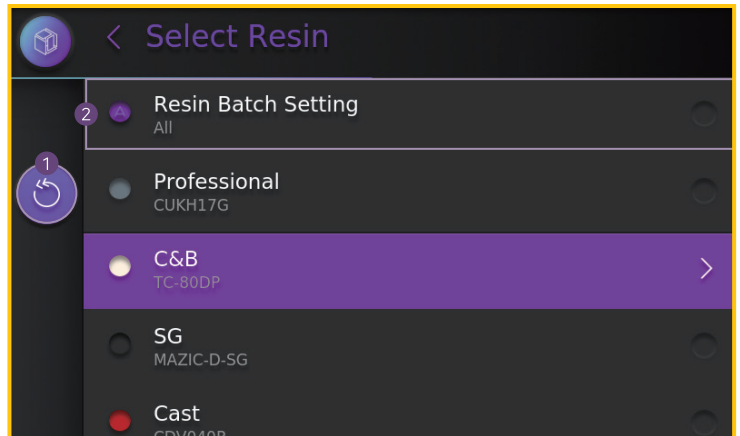 Select Resin
2
A
Resin Batch Setting
All
1
Professional
CUKH17G
C&B
TC-80DP
SG
MAZIC-D-SG
Cast